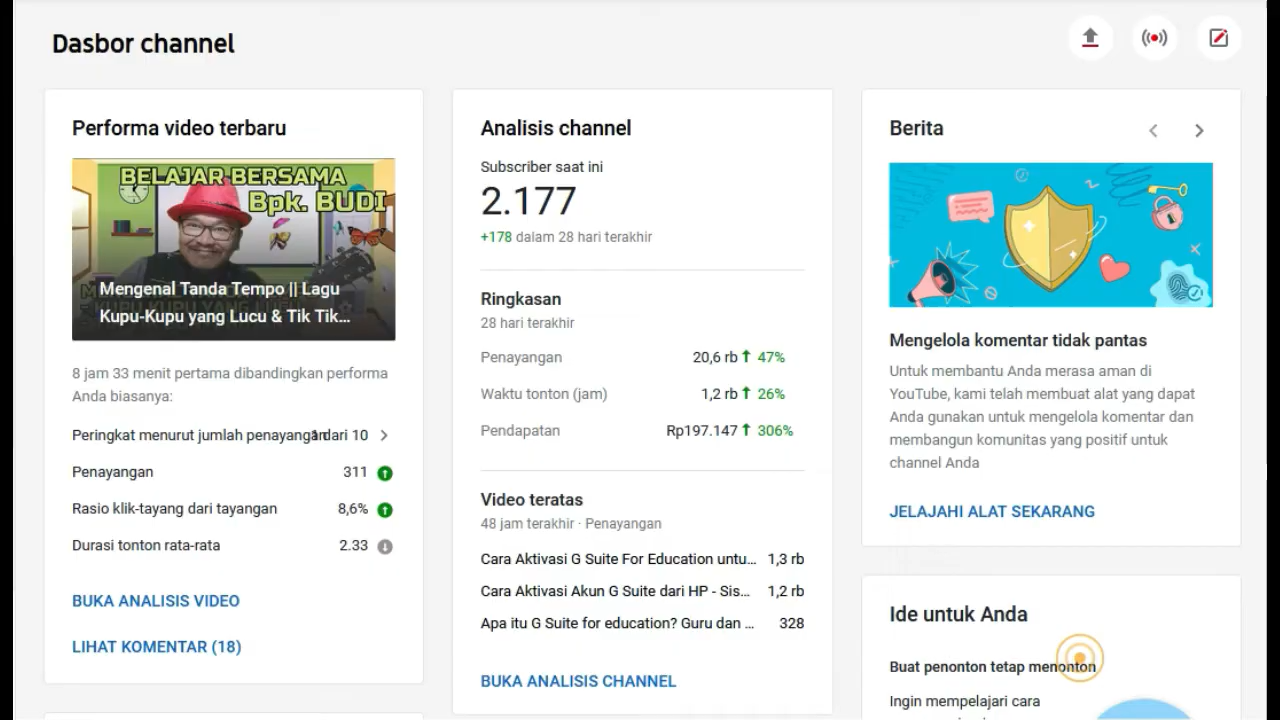 Dasbor channel
Performa video terbaru
BELAJAR BERSAMA
Bpk. BUDI
Mengenal Tanda Tempo || Lagu
Kupu-Kupu yang Lucu & Tik Tik...
8 jam 33 menit pertama dibandingkan performa
Anda biasanya:
Peringkat menurut jumlah penayangan 1 dari 10
Penayangan 311
Rasio klik-tayang dari tayangan 8,6%
Durasi tonton rata-rata 2.33
BUKA ANALISIS VIDEO
LIHAT KOMENTAR (18)
Analisis channel
Subscriber saat ini
2.177
+178 dalam 28 hari terakhir
Ringkasan
28 hari terakhir
Penayangan 20,6 rb 47%
Waktu tonton (jam) 1,2 rb 26%
Pendapatan Rp197.147 306%
Video teratas
48 jam terakhir · Penayangan
Cara Aktivasi G Suite For Education untu... 1,3 rb
Cara Aktivasi Akun G Suite dari HP - Sis... 1,2 rb
Apa itu G Suite for education? Guru dan ... 328
BUKA ANALISIS CHANNEL
Berita
Mengelola komentar tidak pantas
Untuk membantu Anda merasa aman di
YouTube, kami telah membuat alat yang dapat
Anda gunakan untuk mengelola komentar dan
membangun komunitas yang positif untuk
channel Anda
JELAJAHI ALAT SEKARANG
Ide untuk Anda
Buat penonton tetap menonton
Ingin mempelajari cara